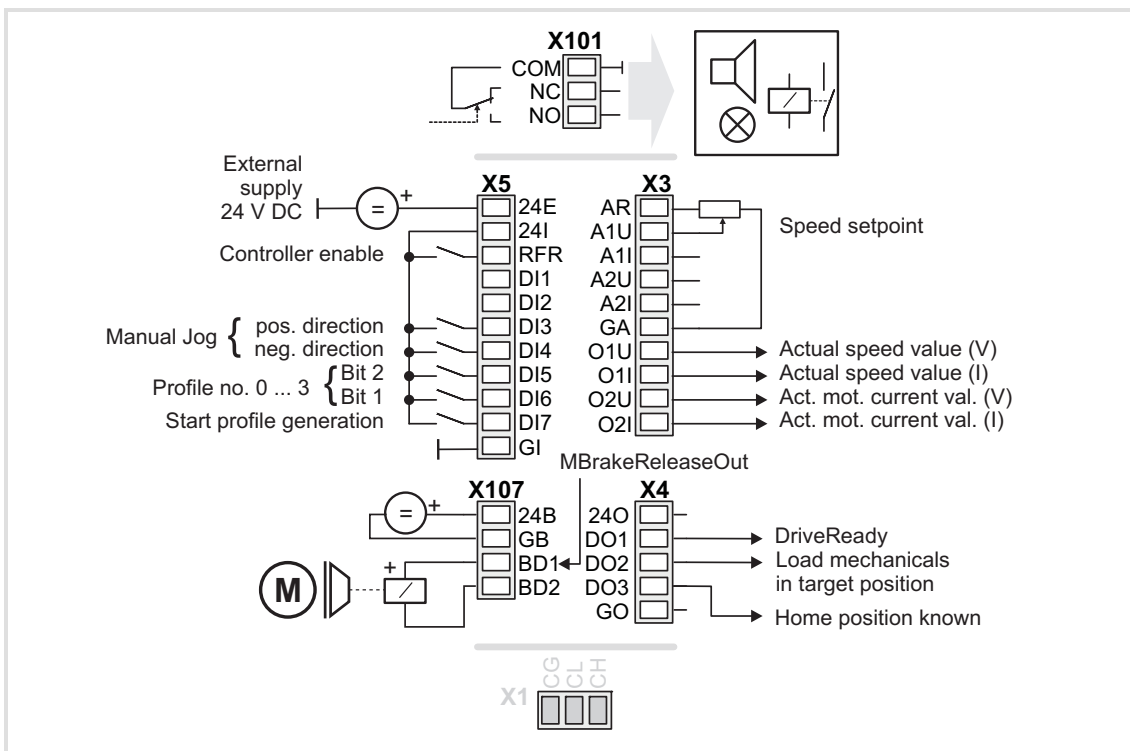 X101
COM
NC
NO
External
supply
24 V DC
=
+
Controller enable
Manual Jog { pos. direction
neg. direction
Profile no. 0 ... 3 { Bit 2
Bit 1
Start profile generation
X5
24E
24I
RFR
DI1
DI2
DI3
DI4
DI5
DI6
DI7
GI
X3
AR
A1U
A1I
A2U
A2I
GA
O1U
O1I
O2U
O2I
Speed setpoint
Actual speed value (V)
Actual speed value (I)
Act. mot. current val. (V)
Act. mot. current val. (I)
MBrakeReleaseOut
X107
=
+
24B
GB
BD1
BD2
M
+
X4
24O
DO1
DO2
DO3
GO
DriveReady
Load mechanicals
in target position
Home position known
X1
CG
CL
CH